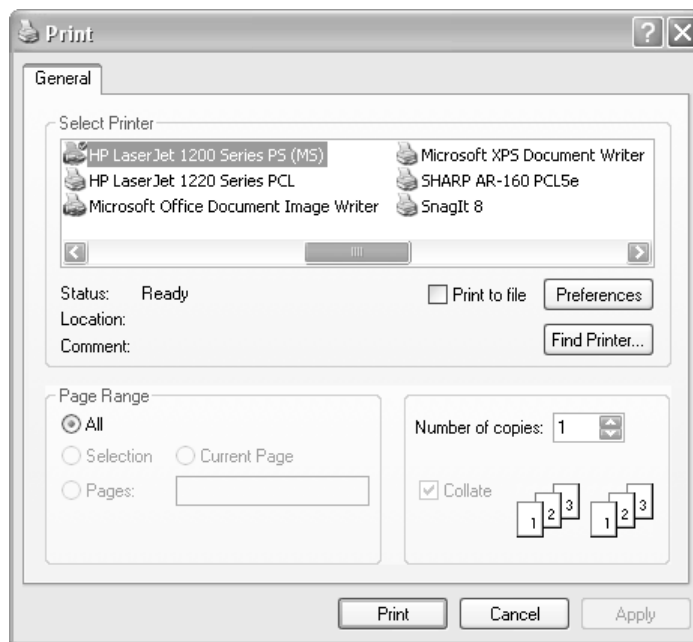 Print
General
Select Printer
HP LaserJet 1200 Series PS (MS)
HP LaserJet 1220 Series PCL
Microsoft Office Document Image Writer
Microsoft XPS Document Writer
SHARP AR-160 PCL5e
SnagIt 8
Status: Ready
Location:
Comment:
Print to file
Preferences
Find Printer...
Page Range
All
Selection Current Page
Pages:
Number of copies: 1
Collate
1 2 3 1 2 3
Print Cancel Apply